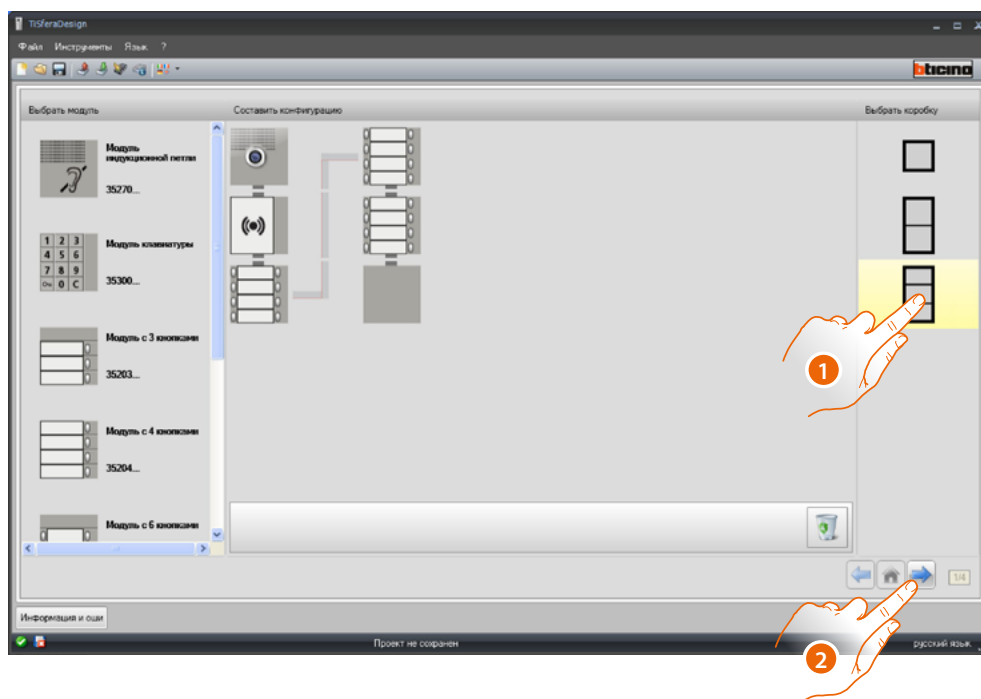 TiSferaDesign
Файл Инструменты Язык ?
bticino
Выбрать модуль
Составить конфигурацию
Выбрать коробку
Модуль
индукционной петли
35270...
1 2 3
4 5 6
7 8 9
0 C
Модуль клавиатуры
35300...
Модуль с 3 кнопками
35203...
Модуль с 4 кнопками
35204...
Модуль с 6 кнопками
1
1/4
Информация и оши
Проект не сохранен
русский язык
2